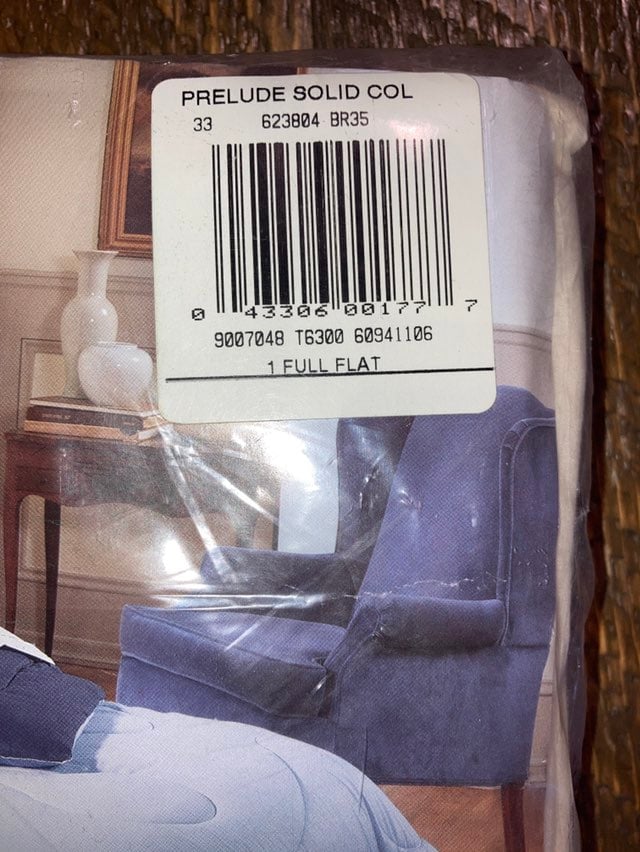 PRELUDE SOLID COL
33 623804 BR35
0 43306 00177 7
9007048 T6300 60941106
1 FULL FLAT